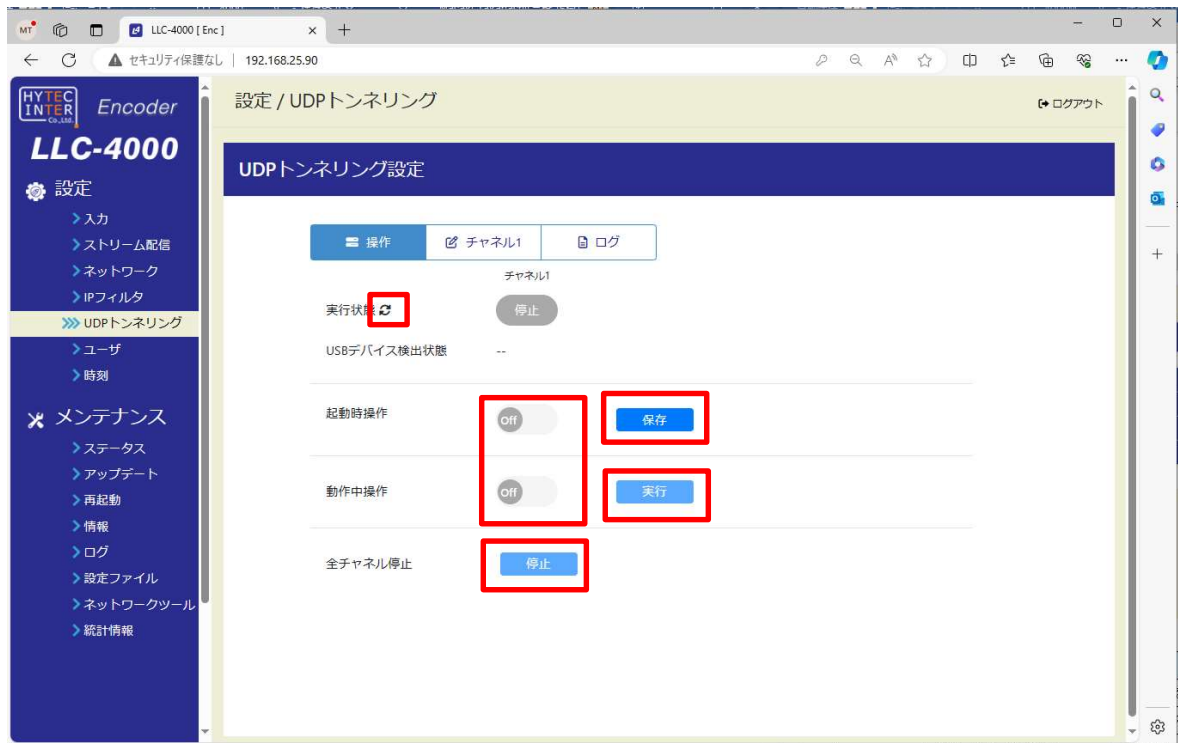 MT
LLC-4000 [ Enc ]
セキュリティ保護なし
192.168.25.90
HYTEC
INTER
Co.,Ltd.
Encoder
LLC-4000
設定
入力
ストリーム配信
ネットワーク
IPフィルタ
UDPトンネリング
ユーザ
時刻
メンテナンス
ステータス
アップデート
再起動
情報
ログ
設定ファイル
ネットワークツール
統計情報
設定 / UDPトンネリング
ログアウト
UDPトンネリング設定
操作
チャネル1
ログ
チャネル1
実行状態
停止
USBデバイス検出状態
--
起動時操作
Off
保存
動作中操作
Off
実行
全チャネル停止
停止